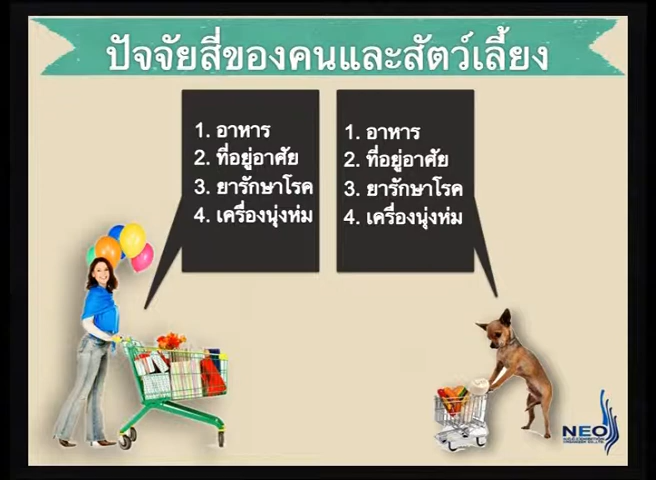 ปัจจัยสี่ของคนและสัตว์เลี้ยง
1. อาหาร
2. ที่อยู่อาศัย
3. ยารักษาโรค
4. เครื่องนุ่งห่ม
1. อาหาร
2. ที่อยู่อาศัย
3. ยารักษาโรค
4. เครื่องนุ่งห่ม
NEO